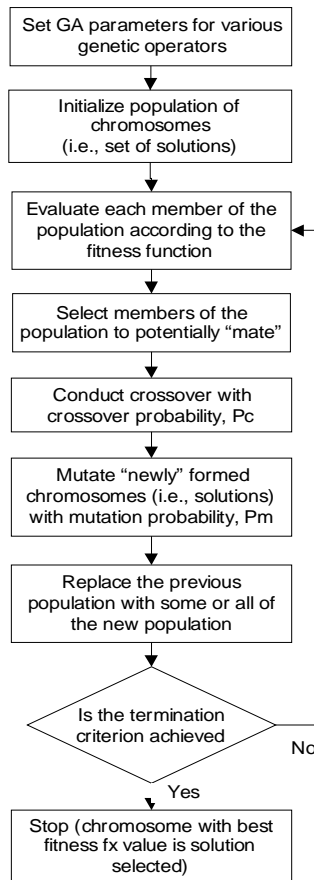 Set GA parameters for various
genetic operators
Initialize population of
chromosomes
(i.e., set of solutions)
Evaluate each member of the
population according to the
fitness function
Select members of the
population to potentially “mate”
Conduct crossover with
crossover probability, Pc
Mutate “newly” formed
chromosomes (i.e., solutions)
with mutation probability, Pm
Replace the previous
population with some or all of
the new population
Is the termination
criterion achieved
No
Yes
Stop (chromosome with best
fitness fx value is solution
selected)